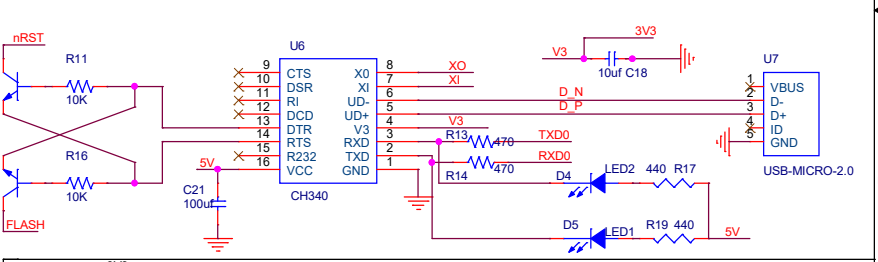 nRST
R11
10K
R16
10K
FLASH
U6
9 CTS X0 8 XO
10 DSR XI 7 XI
11 RI UD- 6 D_N
12 DCD UD+ 5 D_P
13 DTR V3 4 V3
14 RTS RXD 3 R13 470 TXD0
15 R232 TXD 2 RXD0
16 VCC GND 1 R14 470
CH340
5V
C21
100uf
V3 3V3
10uf C18
U7
1 VBUS
2 D-
3 D+
4 ID
5 GND
USB-MICRO-2.0
D4 LED2 440 R17
D5 LED1 R19 440 5V